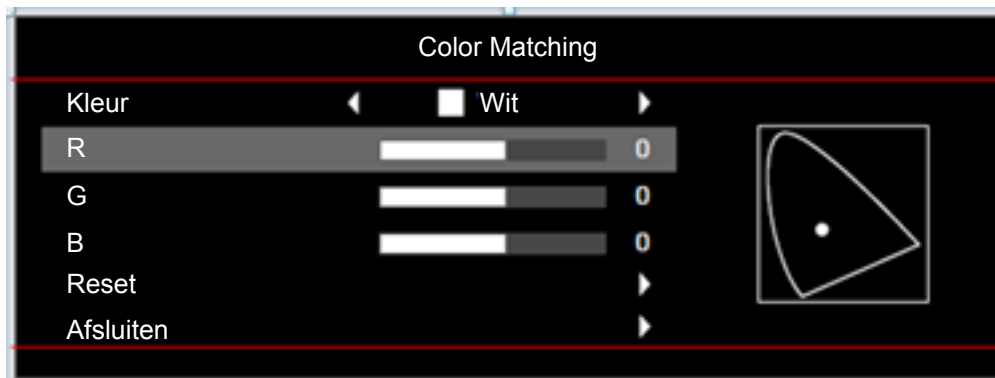 Color Matching
Kleur Wit
R 0
G 0
B 0
Reset
Afsluiten